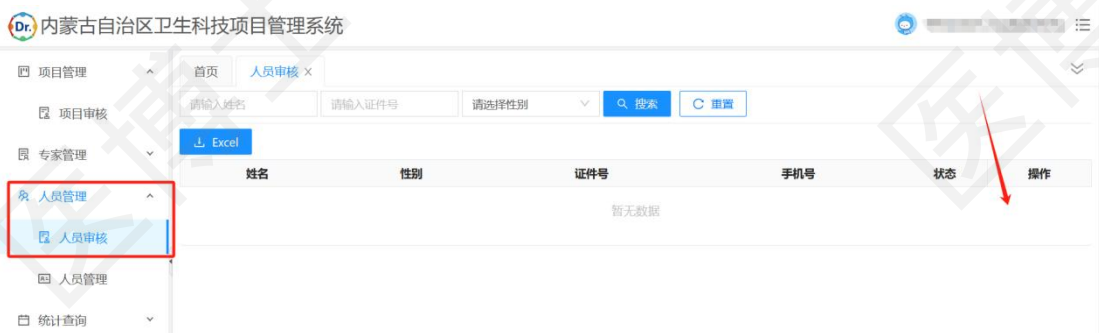 Dr. 内蒙古自治区卫生科技项目管理系统
项目管理
项目审核
专家管理
人员管理
人员审核
人员管理
统计查询
首页 人员审核 ×
请输入姓名 请输入证件号 请选择性别 搜索 重置
Excel
姓名 性别 证件号 手机号 状态 操作
暂无数据
医博士
医